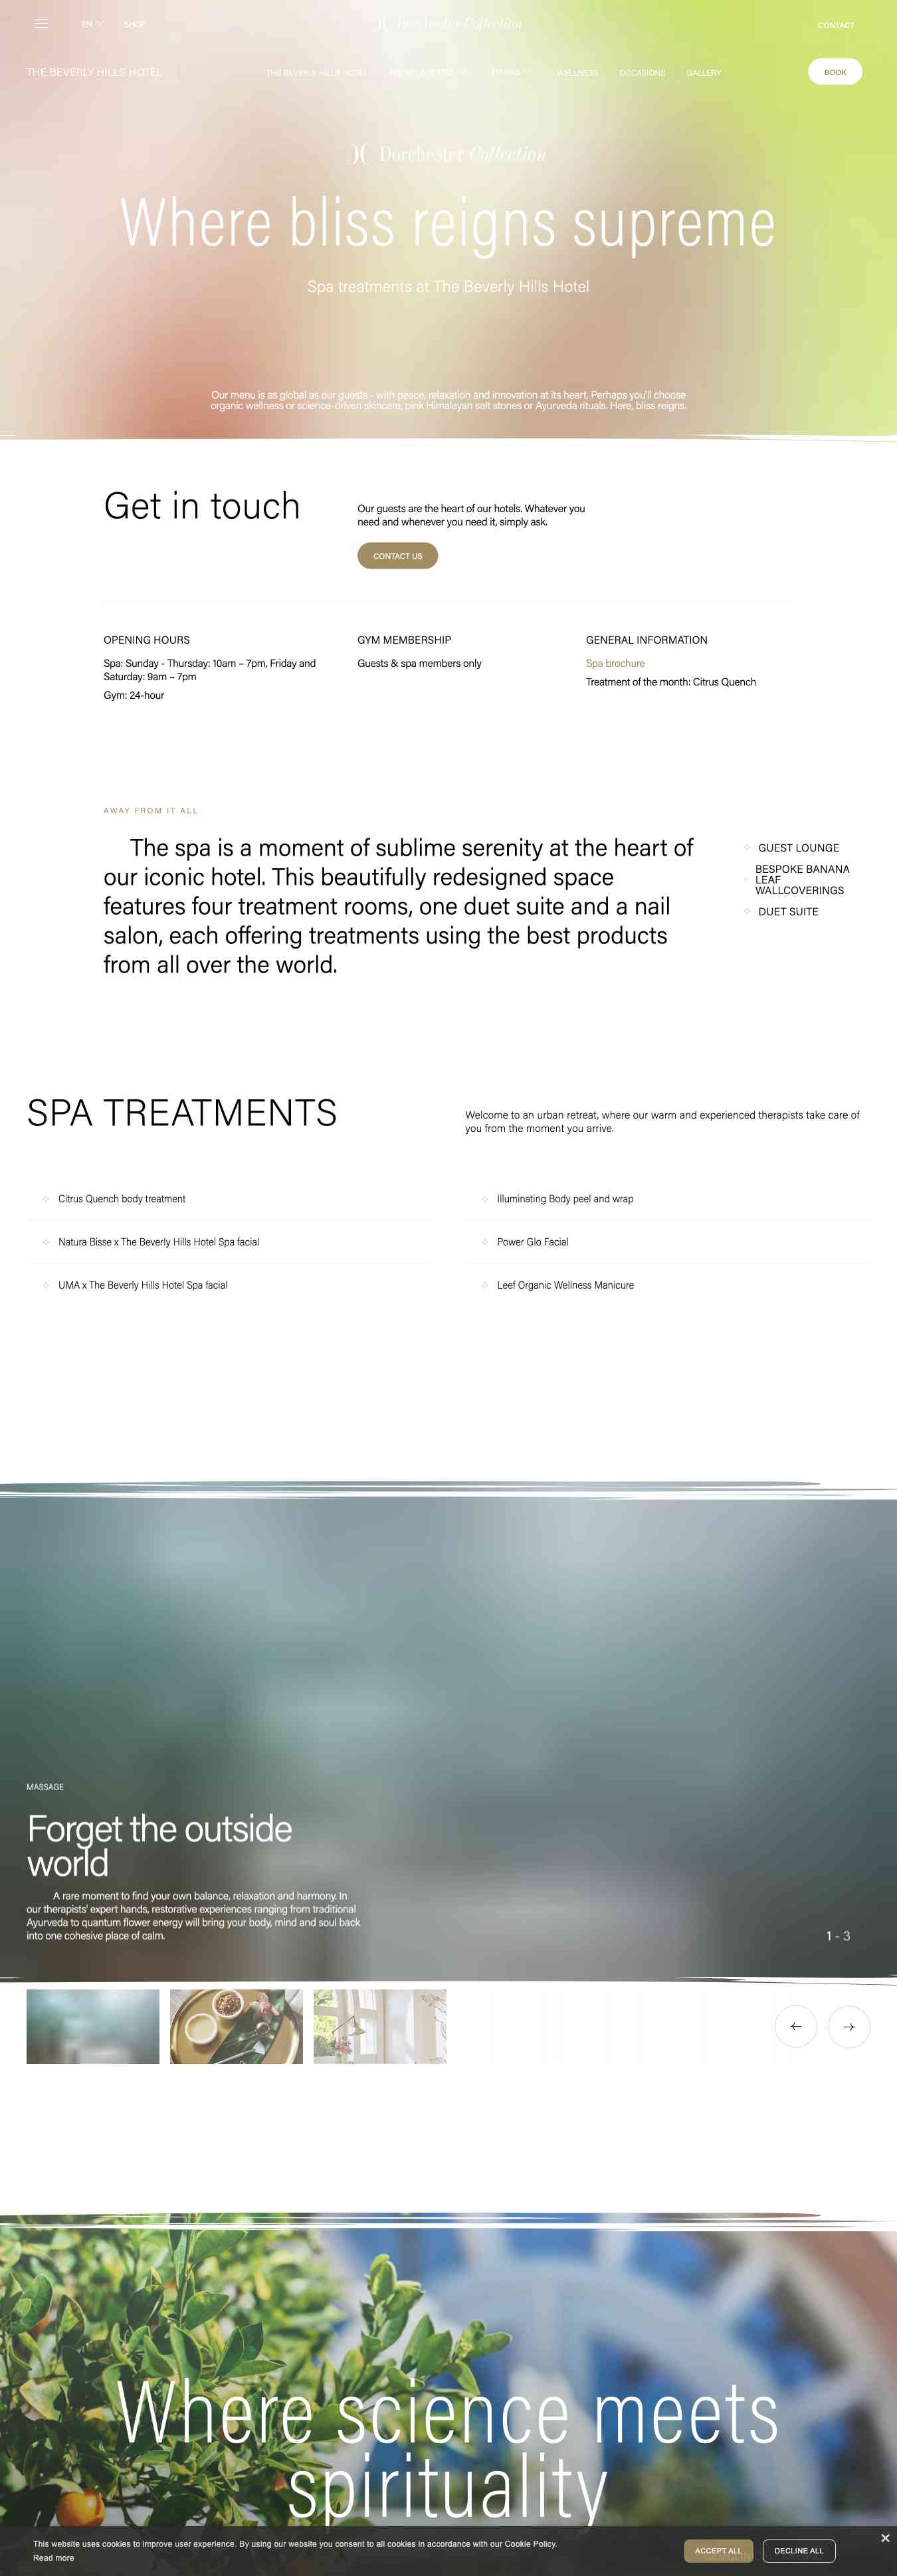 EN
SHOP
Dorchester Collection
CONTACT
THE BEVERLY HILLS HOTEL
THE BEVERLY HILLS HOTEL
DINING
WELLNESS
OCCASIONS
GALLERY
BOOK
Dorchester Collection
Where bliss reigns supreme
Spa treatments at The Beverly Hills Hotel
Our menu is as global as our guests - with peace, relaxation and innovation at its heart. Perhaps you'll choose
organic wellness or science-driven skincare, pink Himalayan salt stones or Ayurveda rituals. Here, bliss reigns.
Get in touch
Our guests are the heart of our hotels. Whatever you
need and whenever you need it, simply ask.
CONTACT US
OPENING HOURS
Spa: Sunday - Thursday: 10am – 7pm, Friday and
Saturday: 9am – 7pm
Gym: 24-hour
GYM MEMBERSHIP
Guests & spa members only
GENERAL INFORMATION
Spa brochure
Treatment of the month: Citrus Quench
AWAY FROM IT ALL
The spa is a moment of sublime serenity at the heart of
our iconic hotel. This beautifully redesigned space
features four treatment rooms, one duet suite and a nail
salon, each offering treatments using the best products
from all over the world.
GUEST LOUNGE
BESPOKE BANANA
LEAF
WALLCOVERINGS
DUET SUITE
SPA TREATMENTS
Welcome to an urban retreat, where our warm and experienced therapists take care of
you from the moment you arrive.
Citrus Quench body treatment
Illuminating Body peel and wrap
Natura Bisse x The Beverly Hills Hotel Spa facial
Power Glo Facial
UMA x The Beverly Hills Hotel Spa facial
Leef Organic Wellness Manicure
MASSAGE
Forget the outside
world
A rare moment to find your own balance, relaxation and harmony. In
our therapists' expert hands, restorative experiences ranging from traditional
Ayurveda to quantum flower energy will bring your body, mind and soul back
into one cohesive place of calm.
1 - 3
Where science meets
spirituality
This website uses cookies to improve user experience. By using our website you consent to all cookies in accordance with our Cookie Policy.
Read more
ACCEPT ALL
DECLINE ALL